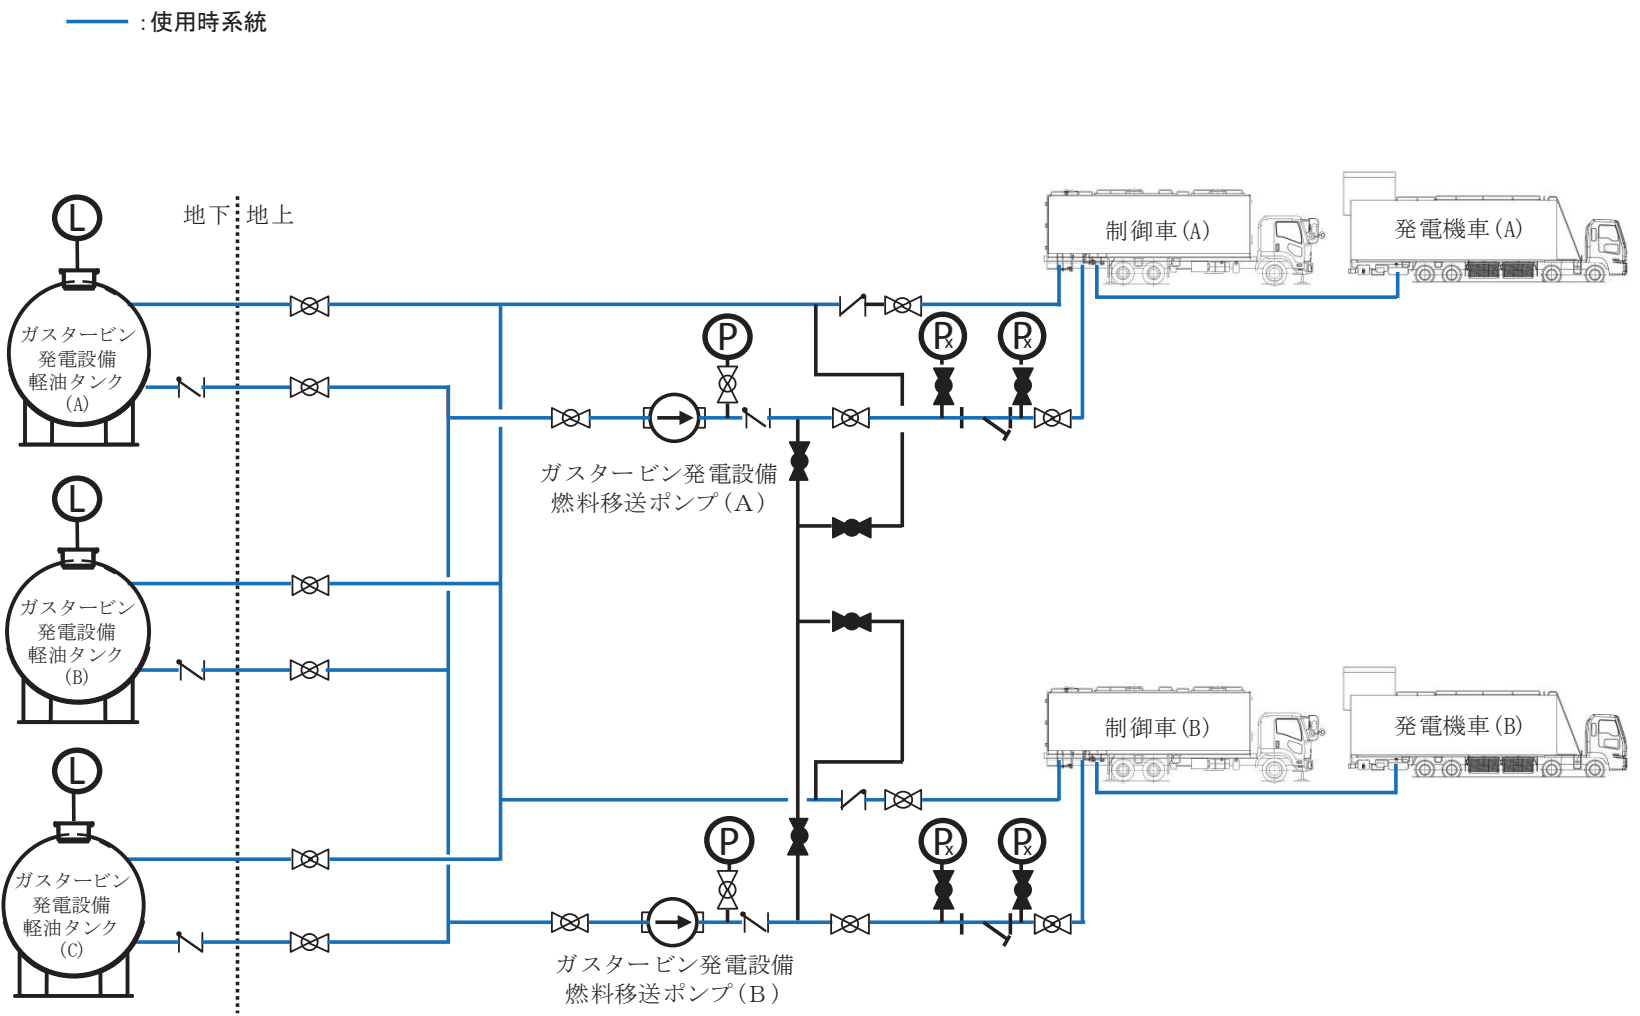 :使用時系統
地下 地上
L
ガスタービン
発電設備
軽油タンク
(A)
P
Px
Px
制御車(A)
発電機車(A)
ガスタービン発電設備
燃料移送ポンプ(A)
L
ガスタービン
発電設備
軽油タンク
(B)
制御車(B)
発電機車(B)
L
ガスタービン
発電設備
軽油タンク
(C)
P
Px
Px
ガスタービン発電設備
燃料移送ポンプ(B)